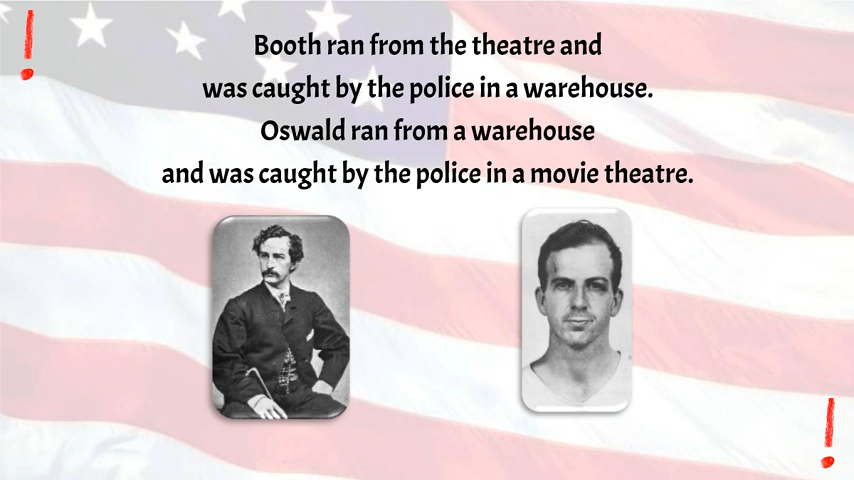 Booth ran from the theatre and
was caught by the police in a warehouse.
Oswald ran from a warehouse
and was caught by the police in a movie theatre.